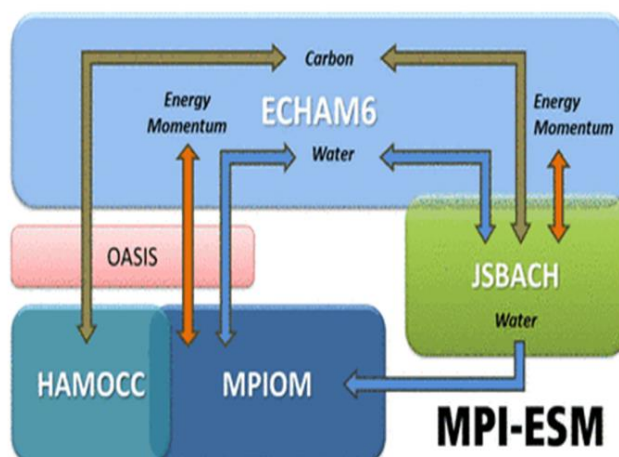 Carbon
Energy
Momentum
ECHAM6
Energy
Momentum
Water
OASIS
JSBACH
Water
HAMOCC
MPIOM
MPI-ESM